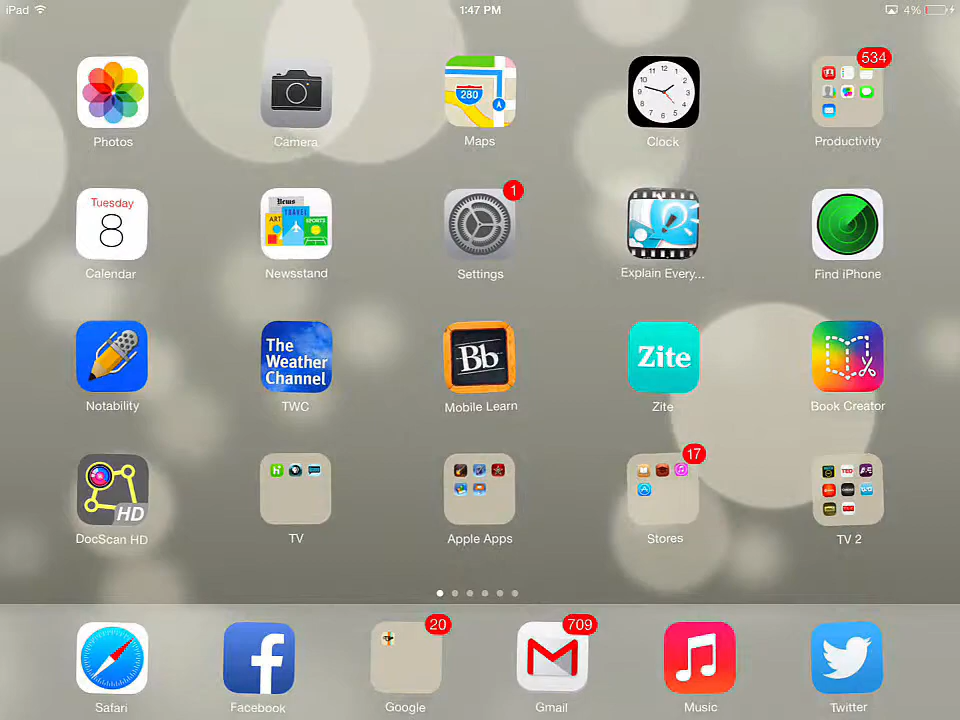 iPad
1:47 PM
4%
280
12
534
Photos
Camera
Maps
Clock
Productivity
Tuesday
8
News
ART
TRAVEL
SPORTS
1
Calendar
Newsstand
Settings
Explain Every...
Find iPhone
The
Weather
Channel
Bb
Zite
Notability
TWC
Mobile Learn
Zite
Book Creator
HD
17
TED
DocScan HD
TV
Apple Apps
Stores
TV 2
20
709
Safari
Facebook
Google
Gmail
Music
Twitter